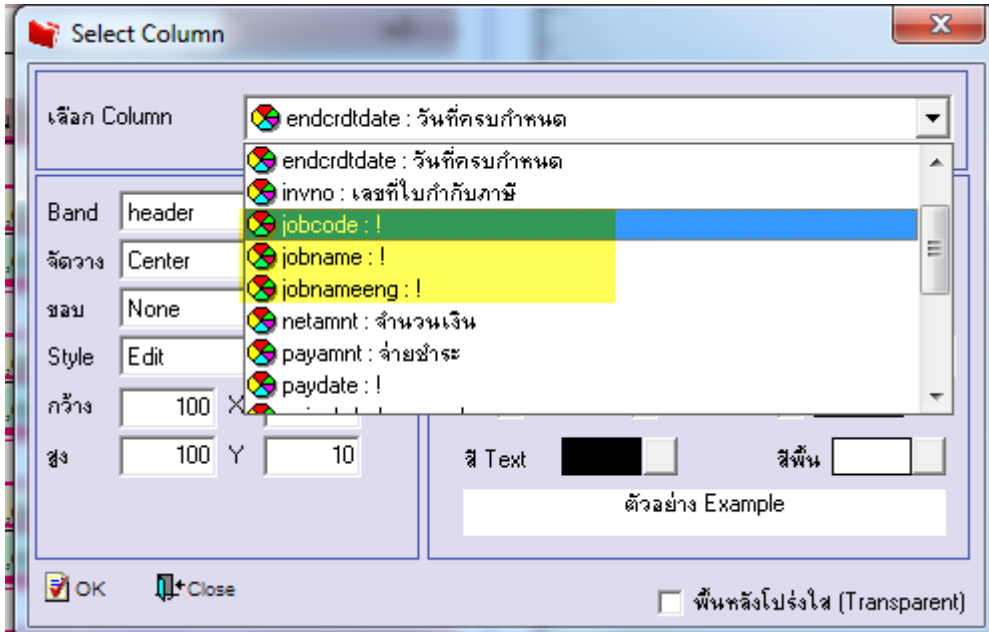 Select Column
เลือก Column
endcrdtdate : วันที่ครบกำหนด
endcrdtdate : วันที่ครบกำหนด
invno : เลขที่ใบกำกับภาษี
Band header
jobcode : !
จัดวาง Center
jobname : !
jobnameeng : !
ขอบ None
netamnt : จำนวนเงิน
Style Edit
payamnt : จ่ายชำระ
paydate : !
กว้าง 100 X
สูง 100 Y 10
สี Text
สีพื้น
ตัวอย่าง Example
OK Close
พื้นหลังโปร่งใส (Transparent)